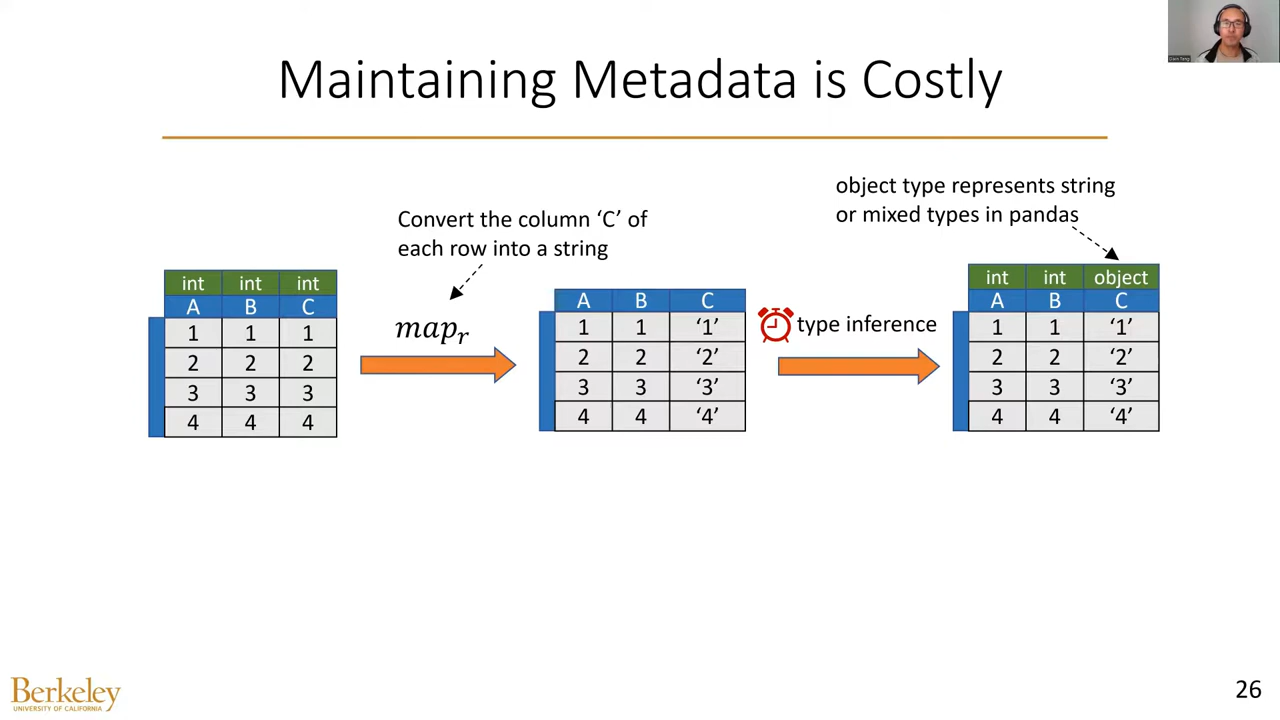 Maintaining Metadata is Costly
Convert the column ‘C’ of
each row into a string
object type represents string
or mixed types in pandas
int int int
A B C
1 1 1
2 2 2
3 3 3
4 4 4
mapᵣ
A B C
1 1 ‘1’
2 2 ‘2’
3 3 ‘3’
4 4 ‘4’
type inference
int int object
A B C
1 1 ‘1’
2 2 ‘2’
3 3 ‘3’
4 4 ‘4’
Berkeley
UNIVERSITY OF CALIFORNIA
26